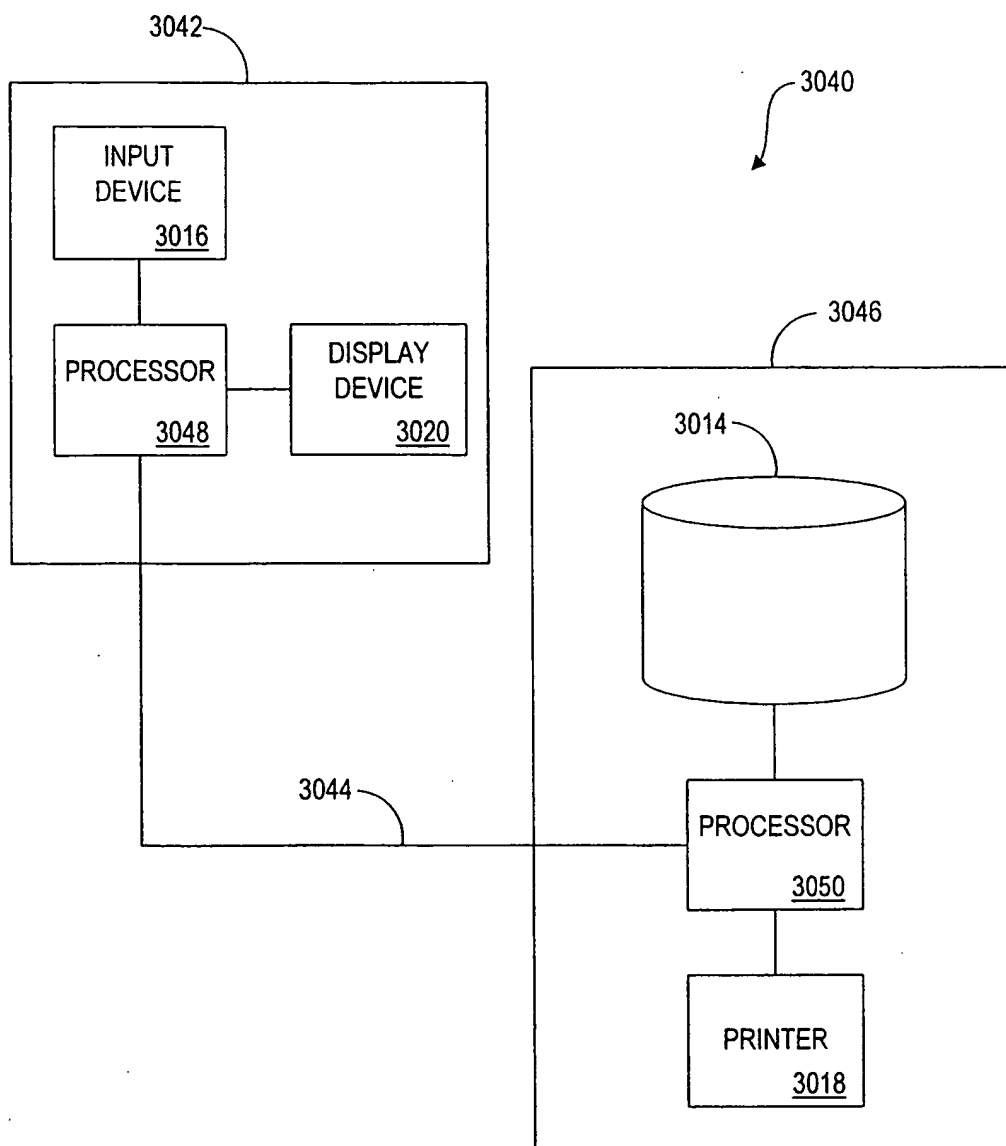 3042
3040
INPUT
DEVICE
3016
3046
PROCESSOR
3048
DISPLAY
DEVICE
3020
3014
3044
PROCESSOR
3050
PRINTER
3018